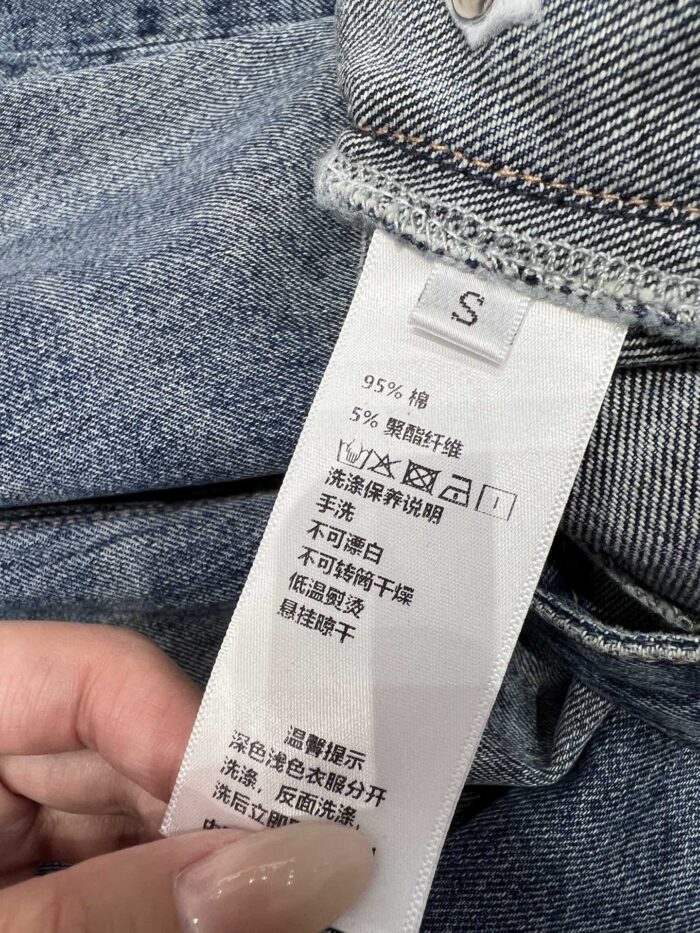 S
95% 棉
5% 聚酯纤维
洗涤保养说明
手洗
不可漂白
不可转筒干燥
低温熨烫
悬挂晾干
温馨提示
深色浅色衣服分开
洗涤，反面洗涤，
洗后立即